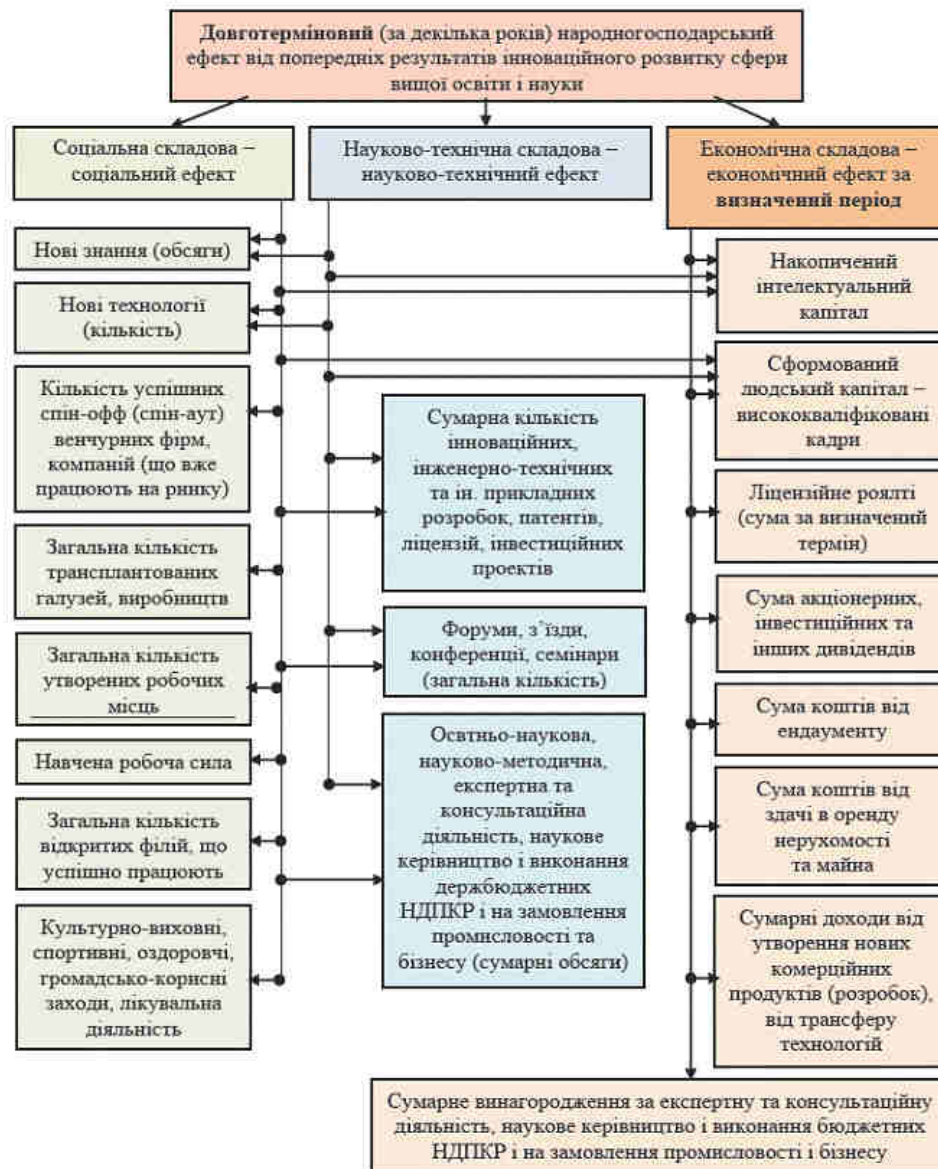 Довготерміновий (за декілька років) народногосподарський
ефект від попередніх результатів інноваційного розвитку сфери
вищої освіти і науки
Соціальна складова –
соціальний ефект
Науково-технічна складова –
науково-технічний ефект
Економічна складова –
економічний ефект за
визначений період
Нові знання (обсяги)
Нові технології
(кількість)
Кількість успішних
спін-офф (спін-аут)
венчурних фірм,
компаній (що вже
працюють на ринку)
Загальна кількість
трансплантованих
галузей, виробництв
Загальна кількість
утворених робочих
місць
Навчена робоча сила
Загальна кількість
відкритих філій, що
успішно працюють
Культурно-виховні,
спортивні, оздоровчі,
громадсько-корисні
заходи, лікувальна
діяльність
Сумарна кількість
інноваційних,
інженерно-технічних
та ін. прикладних
розробок, патентів,
ліцензій, інвестиційних
проектів
Форуми, з’їзди,
конференції, семінари
(загальна кількість)
Освтньо-наукова,
науково-методична,
експертна та
консультаційна
діяльність, наукове
керівництво і виконання
держбюджетних
НДПКР і на замовлення
промисловості та
бізнесу (сумарні обсяги)
Накопичений
інтелектуальний
капітал
Сформований
людський капітал –
висококваліфіковані
кадри
Ліцензійне роялті
(сума за визначений
термін)
Сума акціонерних,
інвестиційних та
інших дивідендів
Сума коштів від
ендаументу
Сума коштів від
здачі в оренду
нерухомості
та майна
Сумарні доходи від
утворення нових
комерційних
продуктів (розробок),
від трансферу
технологій
Сумарне винагородження за експертну та консультаційну
діяльність, наукове керівництво і виконання бюджетних
НДПКР і на замовлення промисловості і бізнесу